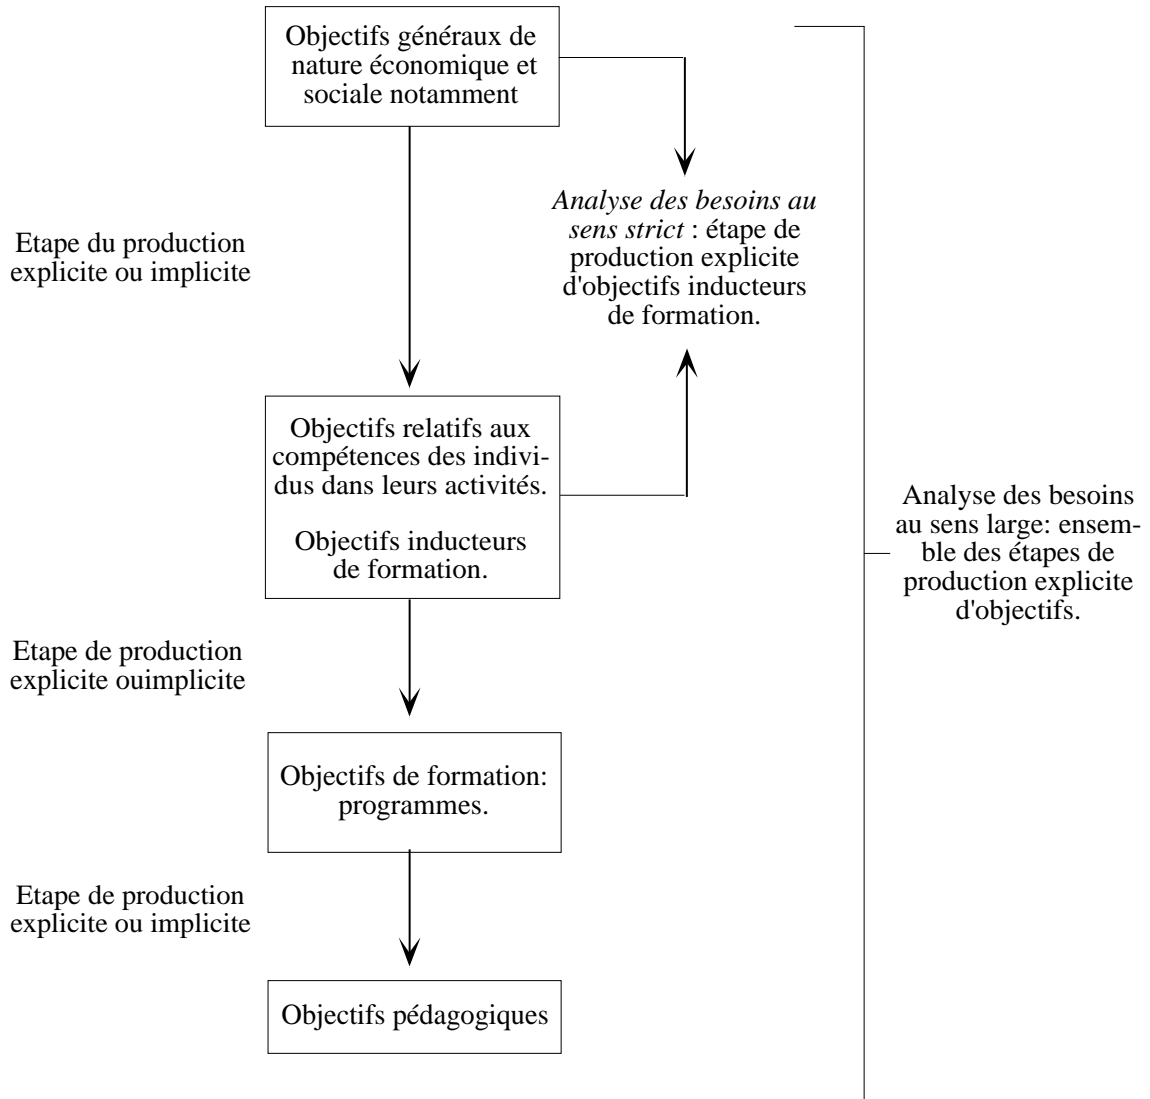 Objectifs généraux de
nature économique et
sociale notamment
Analyse des besoins au
sens strict : étape de
production explicite
d'objectifs inducteurs
de formation.
Etape du production
explicite ou implicite
Objectifs relatifs aux
compétences des indivi-
dus dans leurs activités.
Objectifs inducteurs
de formation.
Analyse des besoins
au sens large: ensem-
ble des étapes de
production explicite
d'objectifs.
Etape de production
explicite ouimplicite
Objectifs de formation:
programmes.
Etape de production
explicite ou implicite
Objectifs pédagogiques